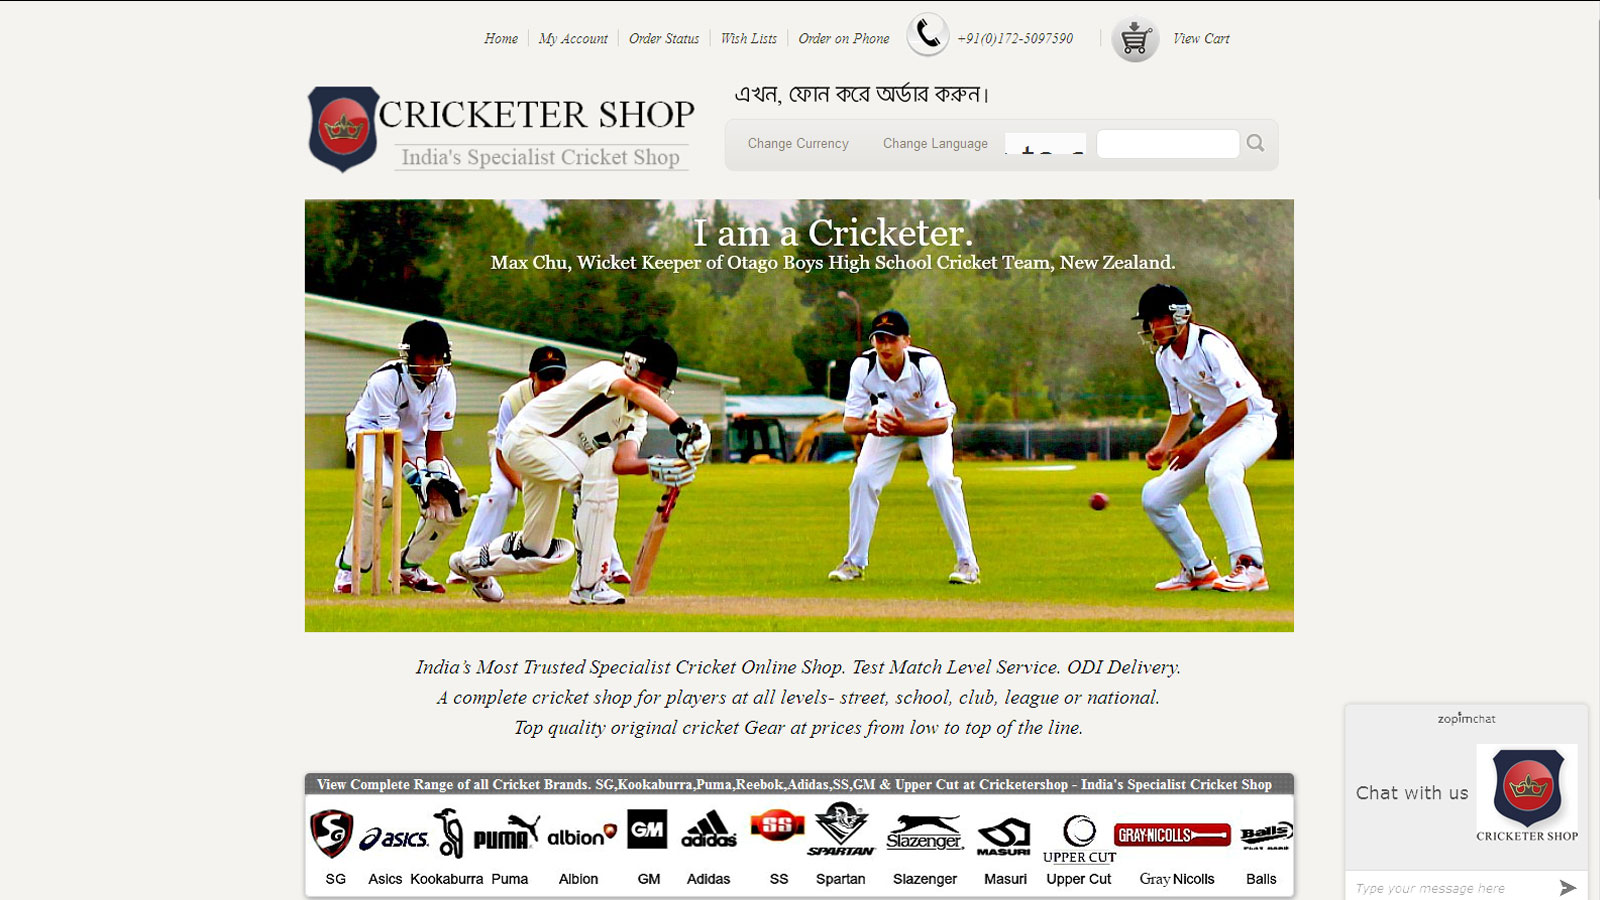 Home My Account Order Status Wish Lists Order on Phone +91(0)172-5097590 View Cart
এখন, ফোন করে অর্ডার করুন।
CRICKETER SHOP
India's Specialist Cricket Shop
Change Currency Change Language
I am a Cricketer.
Max Chu, Wicket Keeper of Otago Boys High School Cricket Team, New Zealand.
India's Most Trusted Specialist Cricket Online Shop. Test Match Level Service. ODI Delivery.
A complete cricket shop for players at all levels- street, school, club, league or national.
Top quality original cricket Gear at prices from low to top of the line.
View Complete Range of all Cricket Brands. SG,Kookaburra,Puma,Reebok,Adidas,SS,GM & Upper Cut at Cricketershop - India's Specialist Cricket Shop
SG asics PUMA albion GM adidas SS SPARTAN Slazenger MASURI UPPER CUT GRAY-NICOLLS Balls
SG Asics Kookaburra Puma Albion GM Adidas SS Spartan Slazenger Masuri Upper Cut Gray Nicolls Balls
zopimchat
Chat with us
CRICKETER SHOP
Type your message here